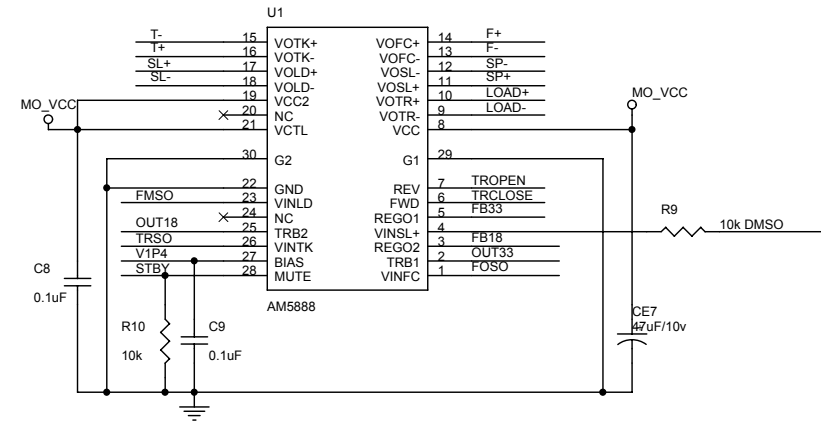 U1
T- 15 VOTK+ VOFC+ 14 F+
T+ 16 VOTK- VOFC- 13 F-
SL+ 17 VOLD+ VOSL- 12 SP-
SL- 18 VOLD- VOSL+ 11 SP+
19 VCC2 VOTR+ 10 LOAD+
MO_VCC 20 NC VOTR- 9 LOAD- MO_VCC
21 VCTL VCC 8
30 G2 G1 29
22 GND REV 7 TROPEN
FMSO 23 VINLD FWD 6 TRCLOSE
24 NC REGO1 5 FB33 R9
OUT18 25 TRB2 VINSL+ 4 10k DMSO
TRSO 26 VINTK REGO2 3 FB18
V1P4 27 BIAS TRB1 2 OUT33
STBY 28 MUTE VINFC 1 FOSO
C8
0.1uF
AM5888
CE7
47uF/10v
R10 C9
10k 0.1uF